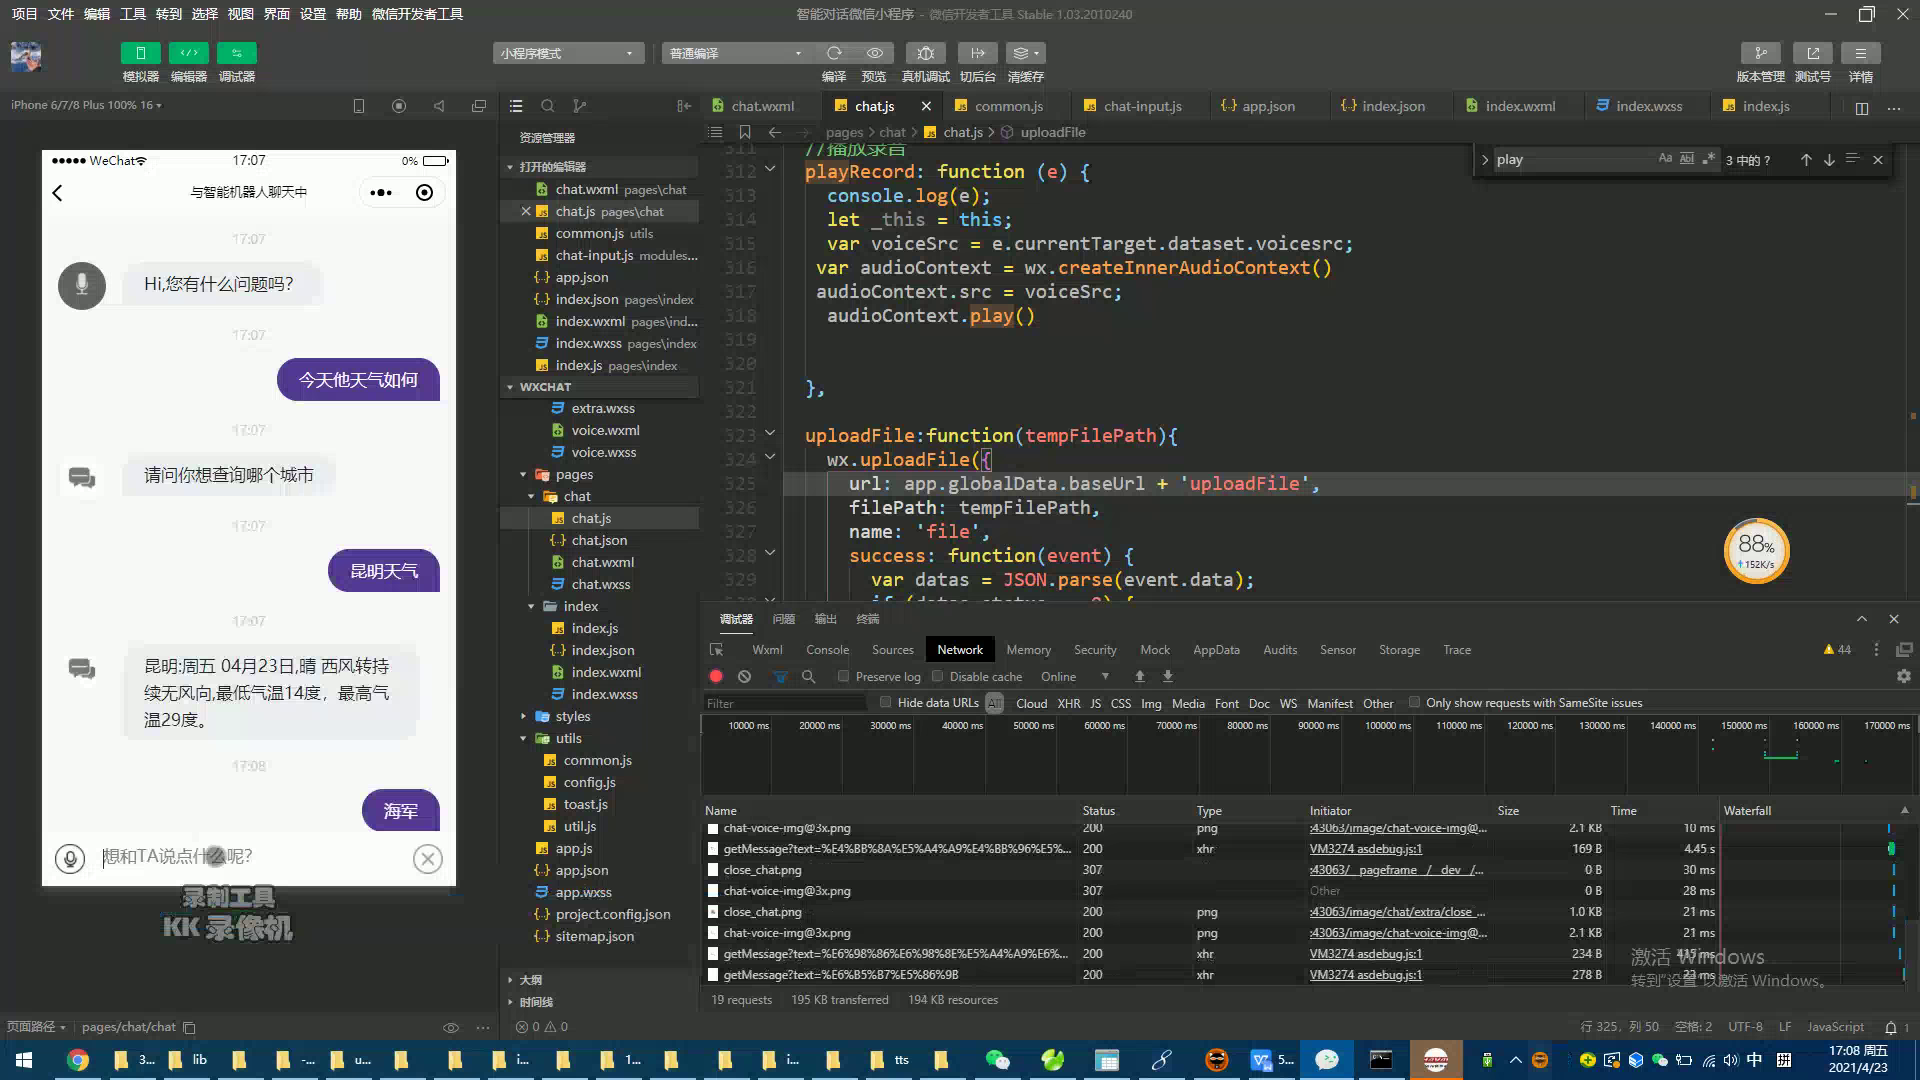 项目 文件 编辑 工具 转到 选择 视图 界面 设置 帮助 微信开发者工具
智能对话微信小程序 - 微信开发者工具 Stable 1.03.2010240
小程序模式
普通编译
模拟器 编辑器 调试器
编译 预览 真机调试 切后台 清缓存
版本管理 测试号 详情
iPhone 6/7/8 Plus 100% 16
chat.wxml
chat.js
common.js
chat-input.js
app.json
index.json
index.wxml
index.wxss
index.js
资源管理器
pages > chat > chat.js > uploadFile
WeChat 17:07 0%
与智能机器人聊天中
17:07
Hi,您有什么问题吗?
17:07
今天他天气如何
17:07
请问你想查询哪个城市
17:07
昆明天气
17:07
昆明:周五 04月23日,晴 西风转持
续无风向,最低气温14度，最高气
温29度。
17:08
海军
想和TA说点什么呢?
录制工具
KK 录像机
页面路径 pages/chat/chat
打开的编辑器
chat.wxml pages\chat
chat.js pages\chat
common.js utils
chat-input.js modules...
app.json
index.json pages\index
index.wxml pages\ind...
index.wxss pages\index
index.js pages\index
WXCHAT
extra.wxss
voice.wxml
voice.wxss
pages
chat
chat.js
chat.json
chat.wxml
chat.wxss
index
index.js
index.json
index.wxml
index.wxss
styles
utils
common.js
config.js
toast.js
util.js
app.js
app.json
app.wxss
project.config.json
sitemap.json
大纲
时间线
0 0
play
Aa Abl .* 3 中的 ?
311 //播放录音
312 playRecord: function (e) {
313 console.log(e);
314 let _this = this;
315 var voiceSrc = e.currentTarget.dataset.voicesrc;
316 var audioContext = wx.createInnerAudioContext()
317 audioContext.src = voiceSrc;
318 audioContext.play()
319
320
321 },
322
323 uploadFile:function(tempFilePath){
324 wx.uploadFile({
325 url: app.globalData.baseUrl + 'uploadFile',
326 filePath: tempFilePath,
327 name: 'file',
328 success: function(event) {
329 var datas = JSON.parse(event.data);
88%
↑152K/s
调试器 问题 输出 终端
Wxml Console Sources Network Memory Security Mock AppData Audits Sensor Storage Trace
44
Preserve log Disable cache Online
Filter Hide data URLs All Cloud XHR JS CSS Img Media Font Doc WS Manifest Other Only show requests with SameSite issues
10000 ms 20000 ms 30000 ms 40000 ms 50000 ms 60000 ms 70000 ms 80000 ms 90000 ms 100000 ms 110000 ms 120000 ms 130000 ms 140000 ms 150000 ms 160000 ms 170000 ms
Name Status Type Initiator Size Time Waterfall
chat-voice-img@3x.png 200 png :43063/image/chat-voice-img@... 2.1 KB 10 ms
getMessage?text=%E4%BB%8A%E5%A4%A9%E4%BB%96%E5%... 200 xhr VM3274 asdebug.js:1 169 B 4.45 s
close_chat.png 307 :43063/__pageframe__/__dev__/... 0 B 30 ms
chat-voice-img@3x.png 307 Other 0 B 28 ms
close_chat.png 200 png :43063/image/chat/extra/close_... 1.0 KB 21 ms
chat-voice-img@3x.png 200 png :43063/image/chat-voice-img@... 2.1 KB 21 ms
getMessage?text=%E6%98%86%E6%98%8E%E5%A4%A9%E6%... 200 xhr VM3274 asdebug.js:1 234 B
getMessage?text=%E6%B5%B7%E5%86%9B 200 xhr VM3274 asdebug.js:1 278 B
激活 Windows
转到"设置"以激活 Windows。
19 requests 195 KB transferred 194 KB resources
行 325，列 50 空格: 2 UTF-8 LF JavaScript 1
3... lib -... u... i... 1... i... tts 5...
中 拼
17:08 周五
2021/4/23